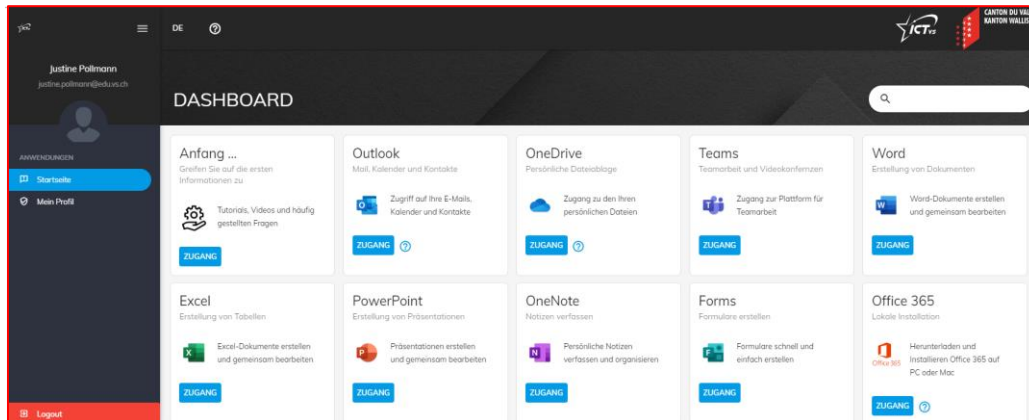 DE
ICTVS
CANTON DU VAL
KANTON WALLIS
Justine Pollmann
justine.pollmann@edu.vs.ch
ANWENDUNGEN
Startseite
Mein Profil
Logout
DASHBOARD
Anfang ...
Greifen Sie auf die ersten
Informationen zu
Tutorials, Videos und häufig
gestellten Fragen
ZUGANG
Outlook
Mail, Kalender und Kontakte
Zugriff auf Ihre E-Mails,
Kalender und Kontakte
ZUGANG
OneDrive
Persönliche Dateiablage
Zugang zu den Ihren
persönlichen Dateien
ZUGANG
Teams
Teamarbeit und Videokonfernzen
Zugang zur Plattform für
Teamarbeit
ZUGANG
Word
Erstellung von Dokumenten
Word-Dokumente erstellen
und gemeinsam bearbeiten
ZUGANG
Excel
Erstellung von Tabellen
Excel-Dokumente erstellen
und gemeinsam bearbeiten
ZUGANG
PowerPoint
Erstellung von Präsentationen
Präsentationen erstellen
und gemeinsam bearbeiten
ZUGANG
OneNote
Notizen verfassen
Persönliche Notizen
verfassen und organisieren
ZUGANG
Forms
Formulare erstellen
Formulare schnell und
einfach erstellen
ZUGANG
Office 365
Lokale Installation
Office 365
Herunterladen und
Installieren Office 365 auf
PC oder Mac
ZUGANG